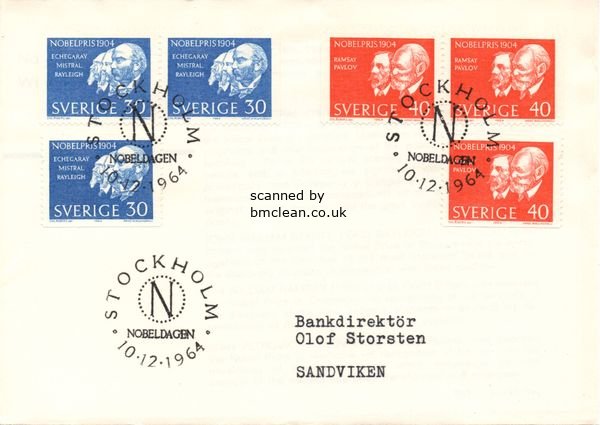 NOBELPRIS 1904
ECHEGARAY
MISTRAL
RAYLEIGH
SVERIGE 30
NOBELPRIS 1904
ECHEGARAY
MISTRAL
RAYLEIGH
SVERIGE 30
NOBELPRIS 1904
RAMSAY
PAVLOV
SVERIGE 40
NOBELPRIS 1904
RAMSAY
PAVLOV
SVERIGE 40
STOCKHOLM
N
NOBELDAGEN
10·12·1964
STOCKHOLM
N
NOBELDAGEN
10·12·1964
NOBELPRIS 1904
ECHEGARAY
MISTRAL
RAYLEIGH
SVERIGE 30
NOBELPRIS 1904
RAMSAY
PAVLOV
SVERIGE 40
scanned by
bmclean.co.uk
STOCKHOLM
N
NOBELDAGEN
10·12·1964
Bankdirektör
Olof Storsten
SANDVIKEN